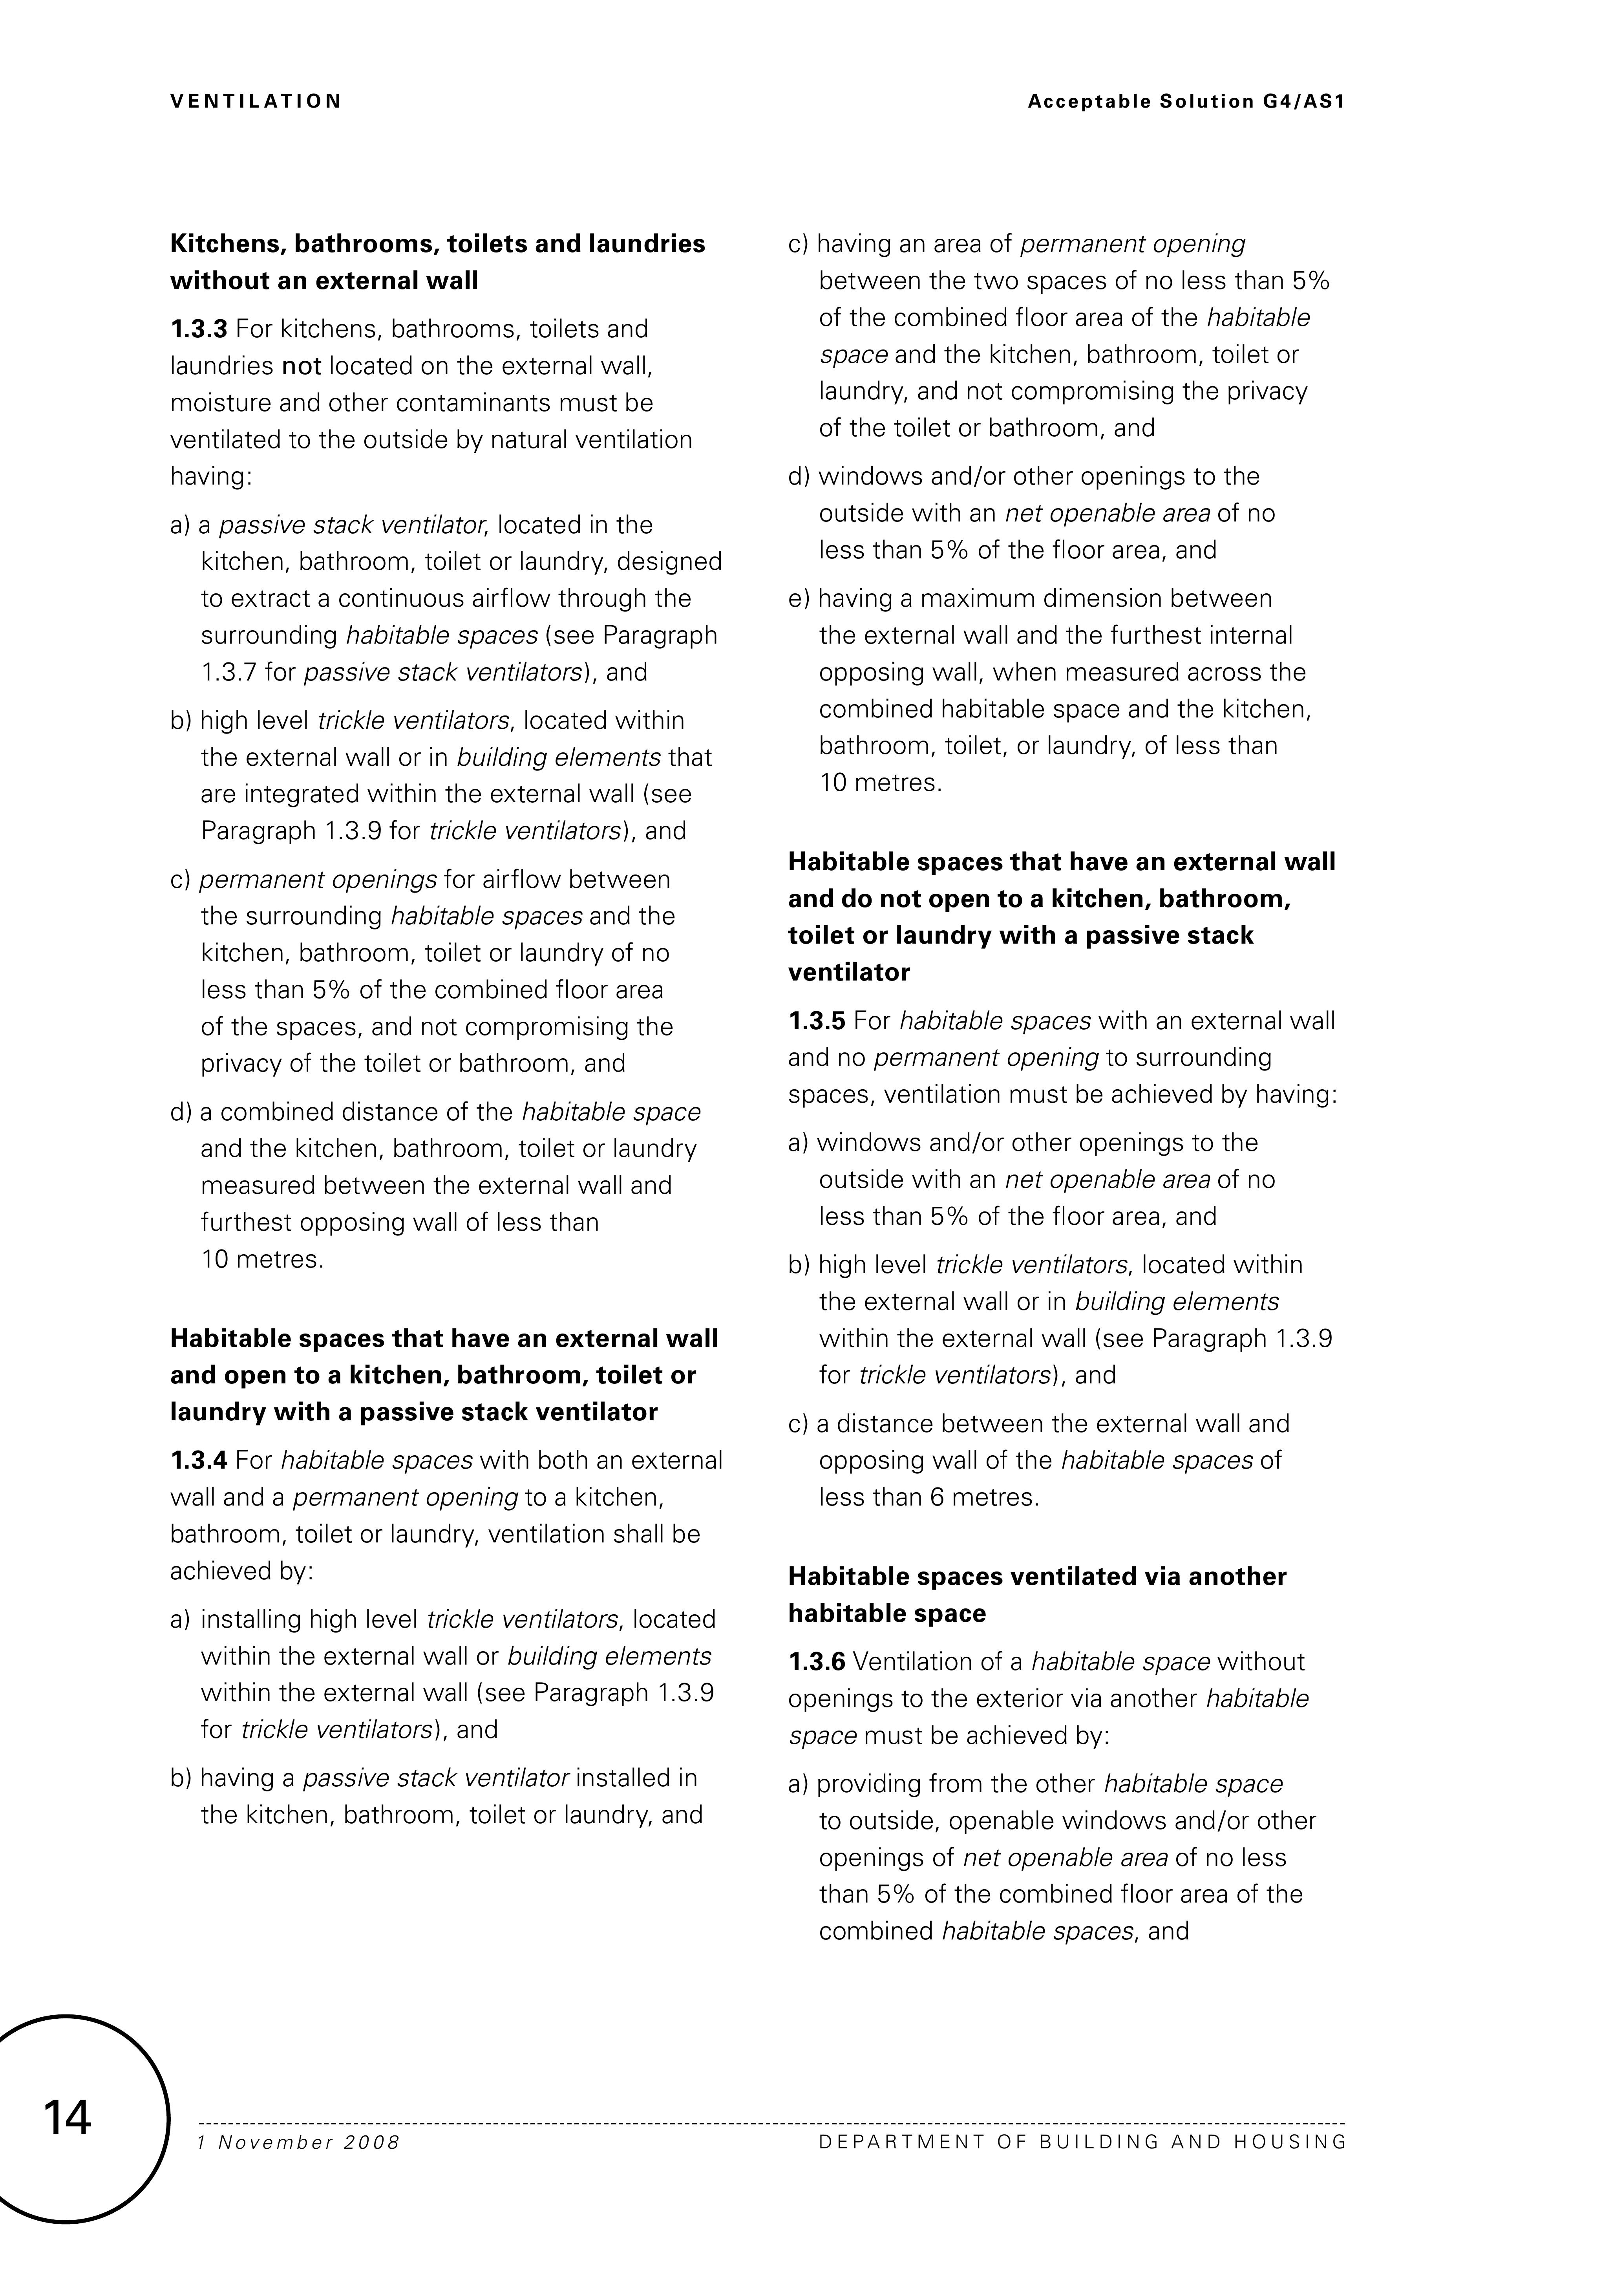 VENTILATION
Acceptable Solution G4/AS1
Kitchens, bathrooms, toilets and laundries
without an external wall
1.3.3 For kitchens, bathrooms, toilets and
laundries not located on the external wall,
moisture and other contaminants must be
ventilated to the outside by natural ventilation
having:
a) a passive stack ventilator, located in the
kitchen, bathroom, toilet or laundry, designed
to extract a continuous airflow through the
surrounding habitable spaces (see Paragraph
1.3.7 for passive stack ventilators), and
b) high level trickle ventilators, located within
the external wall or in building elements that
are integrated within the external wall (see
Paragraph 1.3.9 for trickle ventilators), and
c) permanent openings for airflow between
the surrounding habitable spaces and the
kitchen, bathroom, toilet or laundry of no
less than 5% of the combined floor area
of the spaces, and not compromising the
privacy of the toilet or bathroom, and
d) a combined distance of the habitable space
and the kitchen, bathroom, toilet or laundry
measured between the external wall and
furthest opposing wall of less than
10 metres.
Habitable spaces that have an external wall
and open to a kitchen, bathroom, toilet or
laundry with a passive stack ventilator
1.3.4 For habitable spaces with both an external
wall and a permanent opening to a kitchen,
bathroom, toilet or laundry, ventilation shall be
achieved by:
a) installing high level trickle ventilators, located
within the external wall or building elements
within the external wall (see Paragraph 1.3.9
for trickle ventilators), and
b) having a passive stack ventilator installed in
the kitchen, bathroom, toilet or laundry, and
c) having an area of permanent opening
between the two spaces of no less than 5%
of the combined floor area of the habitable
space and the kitchen, bathroom, toilet or
laundry, and not compromising the privacy
of the toilet or bathroom, and
d) windows and/or other openings to the
outside with an net openable area of no
less than 5% of the floor area, and
e) having a maximum dimension between
the external wall and the furthest internal
opposing wall, when measured across the
combined habitable space and the kitchen,
bathroom, toilet, or laundry, of less than
10 metres.
Habitable spaces that have an external wall
and do not open to a kitchen, bathroom,
toilet or laundry with a passive stack
ventilator
1.3.5 For habitable spaces with an external wall
and no permanent opening to surrounding
spaces, ventilation must be achieved by having:
a) windows and/or other openings to the
outside with an net openable area of no
less than 5% of the floor area, and
b) high level trickle ventilators, located within
the external wall or in building elements
within the external wall (see Paragraph 1.3.9
for trickle ventilators), and
c) a distance between the external wall and
opposing wall of the habitable spaces of
less than 6 metres.
Habitable spaces ventilated via another
habitable space
1.3.6 Ventilation of a habitable space without
openings to the exterior via another habitable
space must be achieved by:
a) providing from the other habitable space
to outside, openable windows and/or other
openings of net openable area of no less
than 5% of the combined floor area of the
combined habitable spaces, and
14
1 November 2008
DEPARTMENT OF BUILDING AND HOUSING